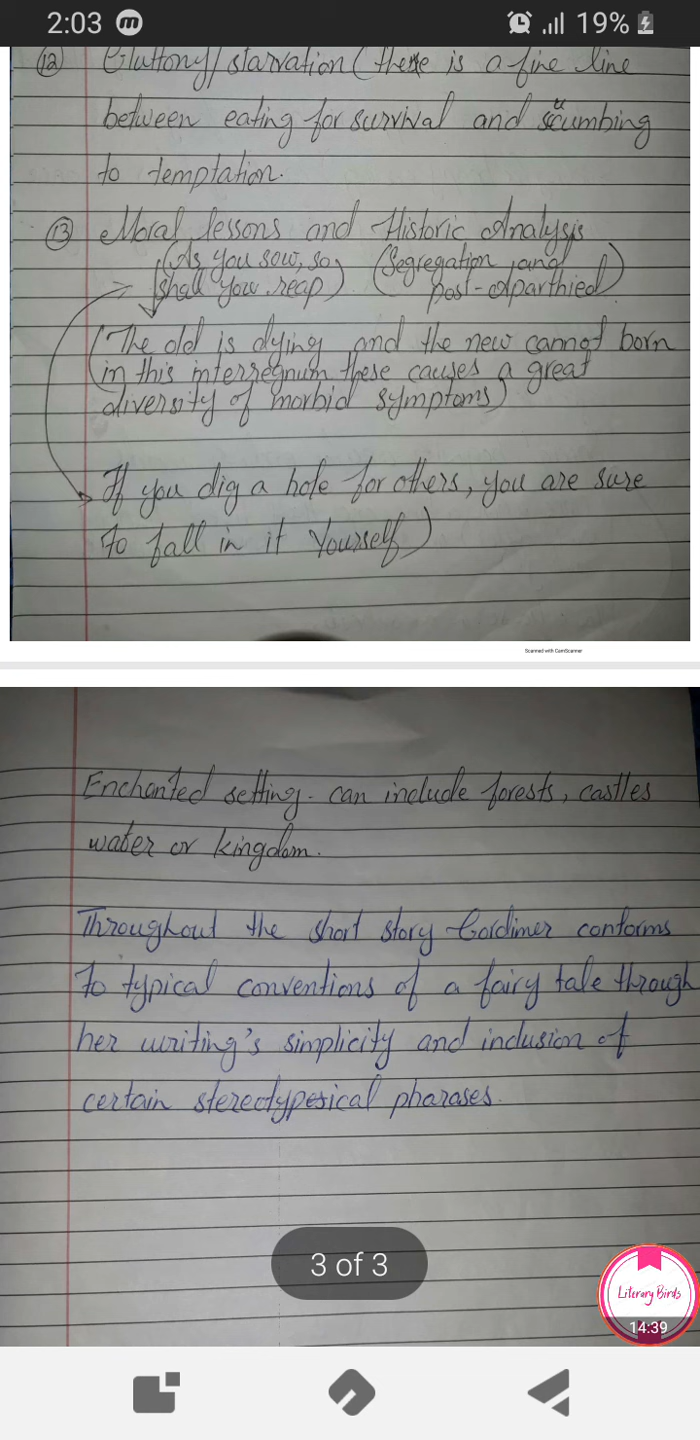 2:03 m 19%
⑫ Gluttony/starvation (there is a fine line
between eating for survival and scumbing
to temptation.
⑬ Moral lessons and Historic Analysis
(As you sow, so (Segregation and
shall you reap) post-Aparthied)
(The old is dying and the new cannot born
in this interregnum these causes a great
diversity of morbid symptoms)
If you dig a hole for others, you are sure
to fall in it yourself)
Scanned with CamScanner
Enchanted setting - can include forests, castles
water or kingdom.
Throughout the short story Gordimer conforms
to typical conventions of a fairy tale through
her writing's simplicity and inclusion of
certain stereotypesical pharases.
3 of 3
Literary Birds
14:39